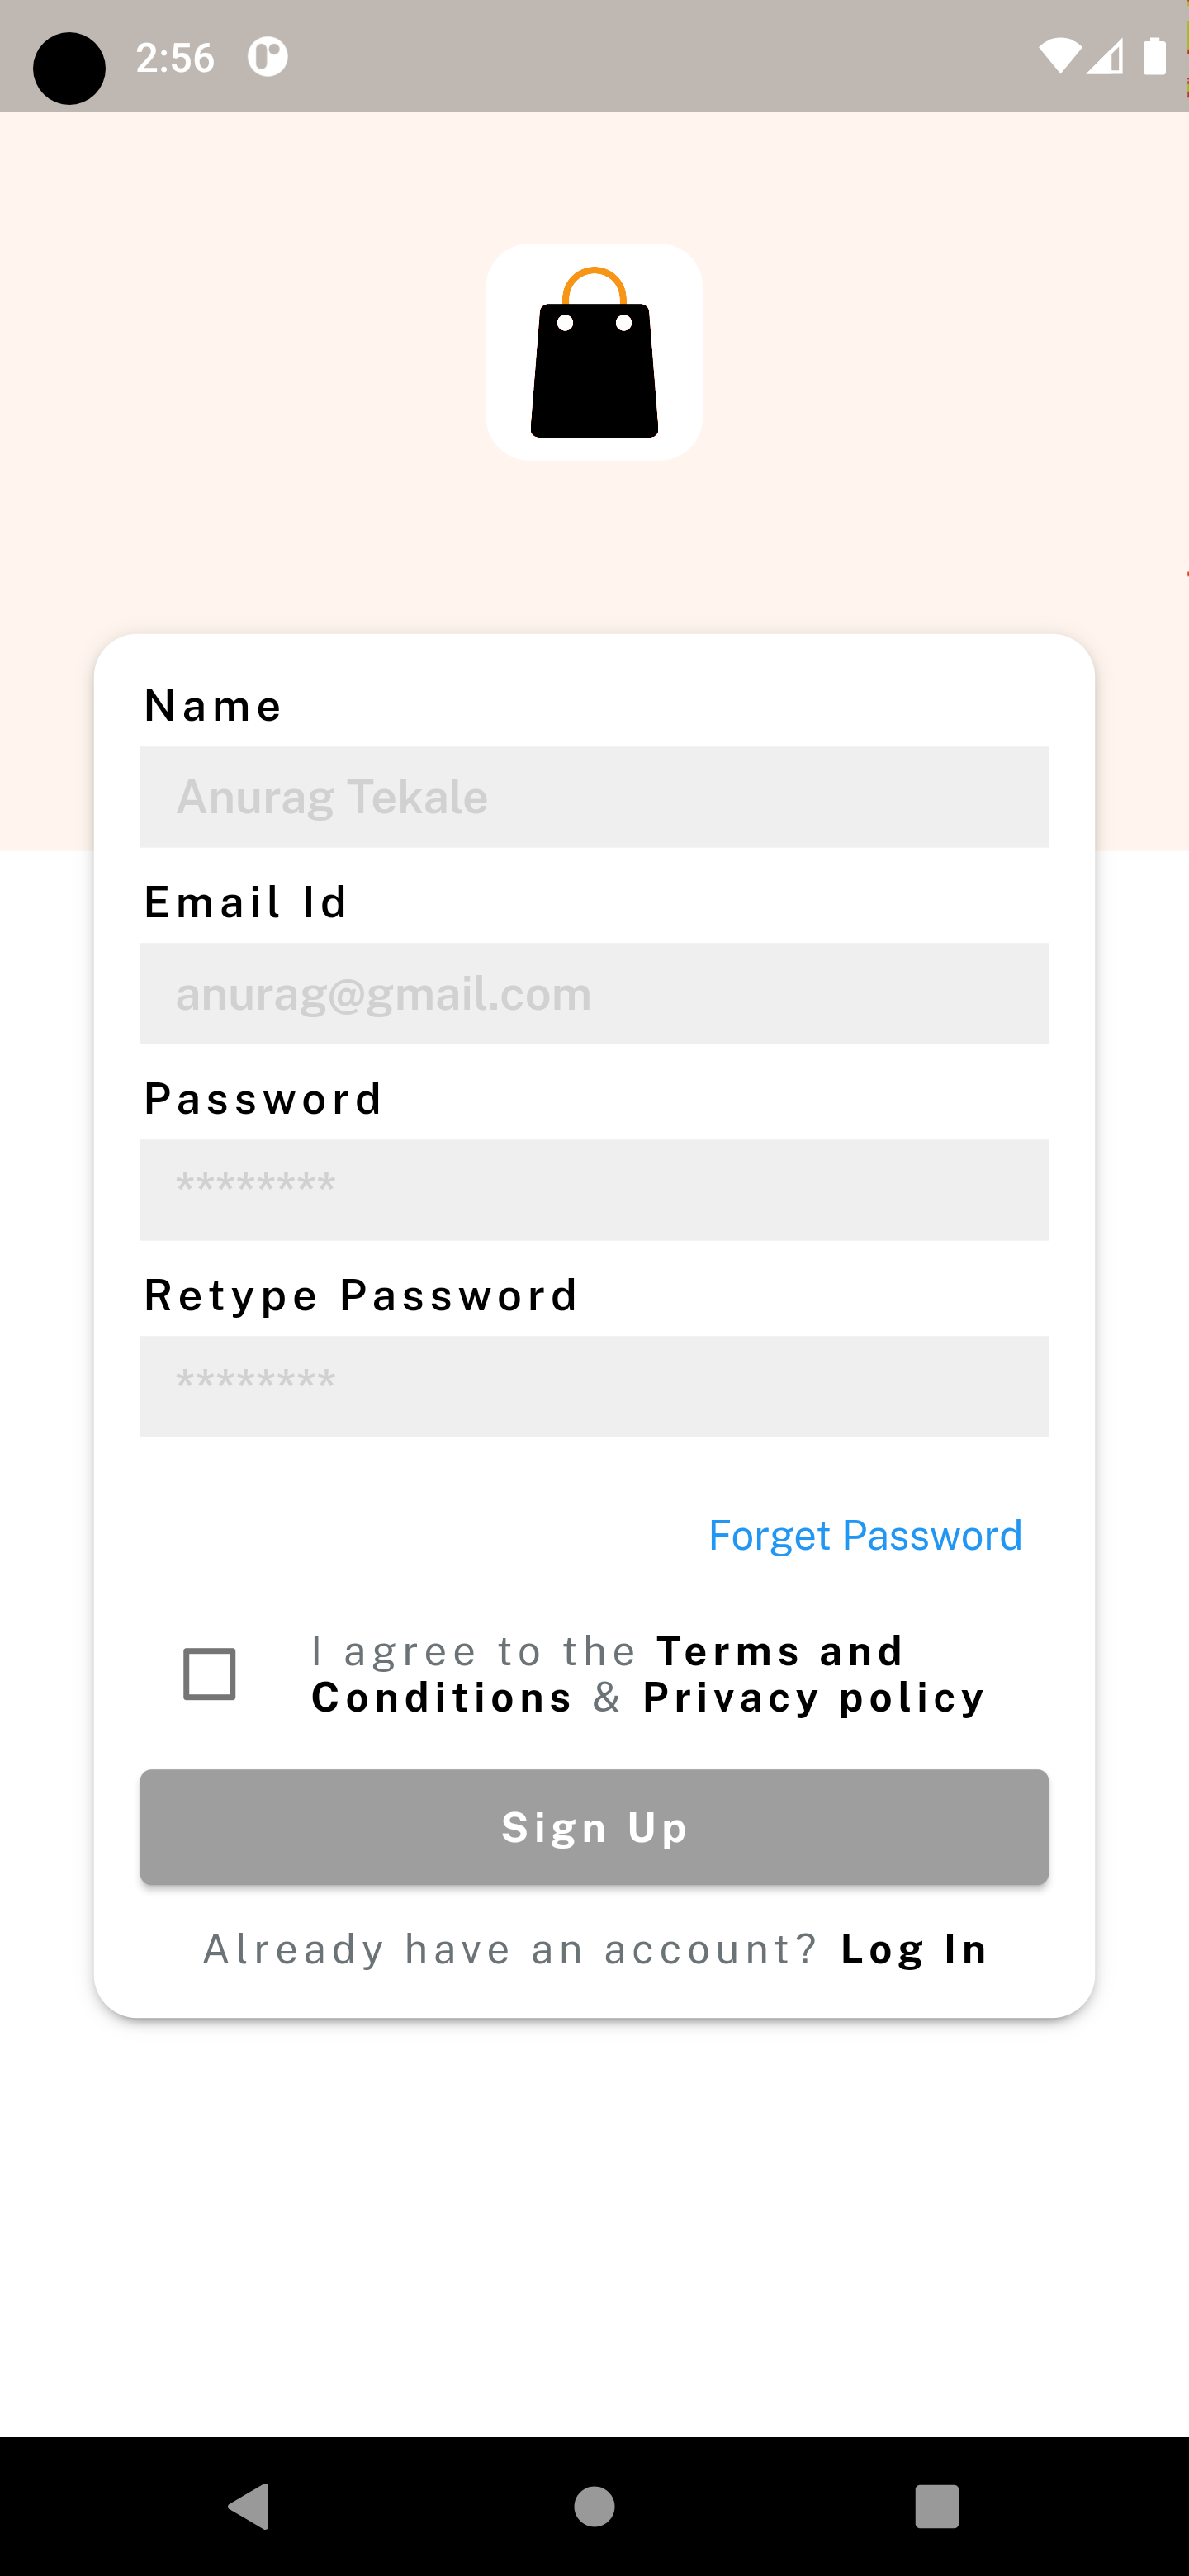 2:56
Name
Anurag Tekale
Email Id
anurag@gmail.com
Password
********
Retype Password
********
Forget Password
I agree to the Terms and
Conditions & Privacy policy
Sign Up
Already have an account? Log In